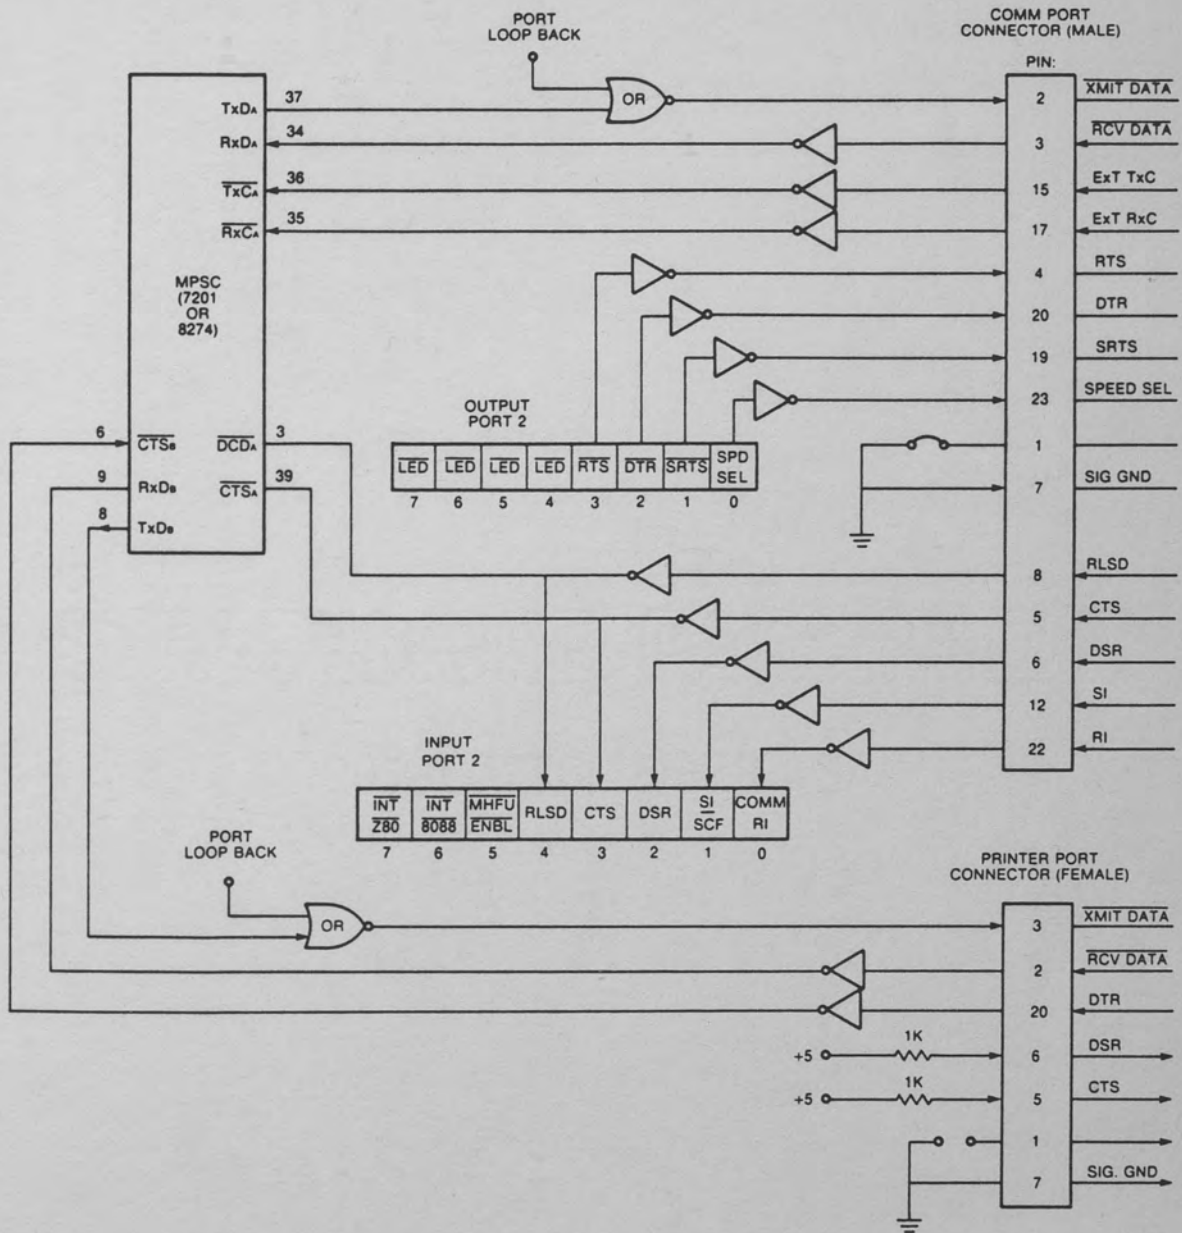 PORT
LOOP BACK
COMM PORT
CONNECTOR (MALE)
PIN:
TxDA 37
OR
2 XMIT DATA
RxDA 34
3 RCV DATA
TxCA 36
15 ExT TxC
RxCA 35
17 ExT RxC
MPSC
(7201
OR
8274)
4 RTS
20 DTR
19 SRTS
23 SPEED SEL
OUTPUT
PORT 2
LED LED LED LED RTS DTR SRTS SPD SEL
7 6 5 4 3 2 1 0
6 CTSB DCDA 3
9 RxDB CTSA 39
8 TxDB
1
7 SIG GND
8 RLSD
5 CTS
6 DSR
12 SI
22 RI
INPUT
PORT 2
INT Z80 INT 8088 MHFU ENBL RLSD CTS DSR SI SCF COMM RI
7 6 5 4 3 2 1 0
PORT
LOOP BACK
PRINTER PORT
CONNECTOR (FEMALE)
OR
3 XMIT DATA
2 RCV DATA
20 DTR
+5 1K 6 DSR
+5 1K 5 CTS
1
7 SIG. GND